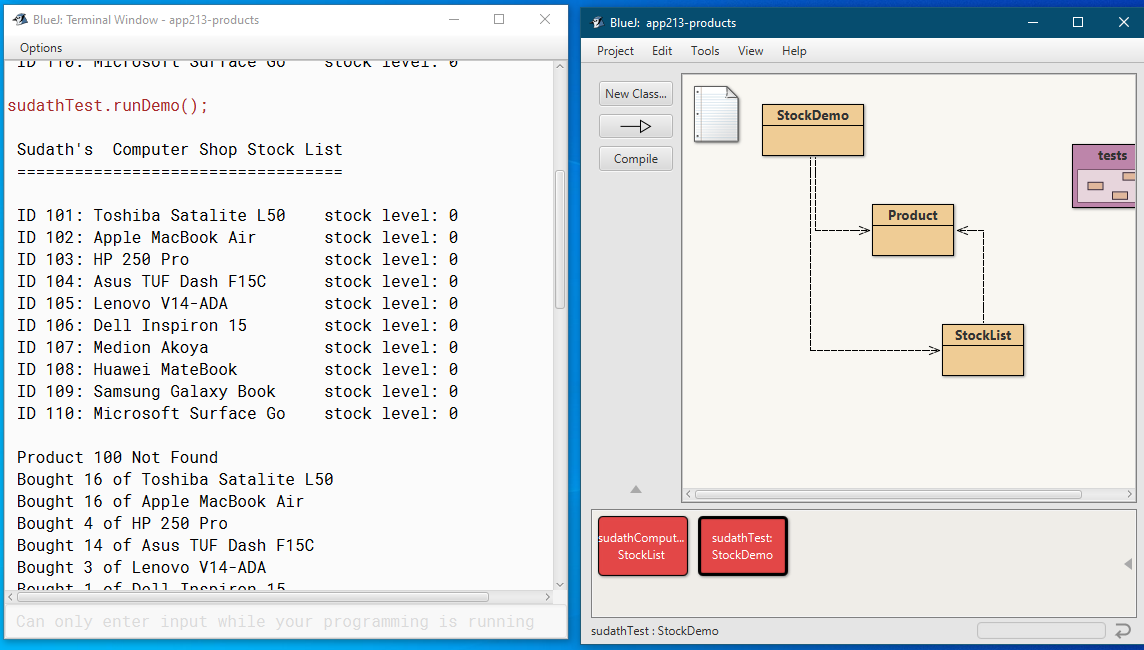 BlueJ: Terminal Window - app213-products
Options
ID 110: Microsoft Surface Go    stock level: 0
sudathTest.runDemo();
Sudath's  Computer Shop Stock List
==================================
ID 101: Toshiba Satalite L50    stock level: 0
ID 102: Apple MacBook Air       stock level: 0
ID 103: HP 250 Pro              stock level: 0
ID 104: Asus TUF Dash F15C      stock level: 0
ID 105: Lenovo V14-ADA          stock level: 0
ID 106: Dell Inspiron 15        stock level: 0
ID 107: Medion Akoya            stock level: 0
ID 108: Huawei MateBook         stock level: 0
ID 109: Samsung Galaxy Book     stock level: 0
ID 110: Microsoft Surface Go    stock level: 0
Product 100 Not Found
Bought 16 of Toshiba Satalite L50
Bought 16 of Apple MacBook Air
Bought 4 of HP 250 Pro
Bought 14 of Asus TUF Dash F15C
Bought 3 of Lenovo V14-ADA
Bought 1 of Dell Inspiron 15
Can only enter input while your programming is running
BlueJ: app213-products
Project Edit Tools View Help
New Class...
Compile
StockDemo
tests
Product
StockList
sudathComput...
StockList
sudathTest:
StockDemo
sudathTest : StockDemo